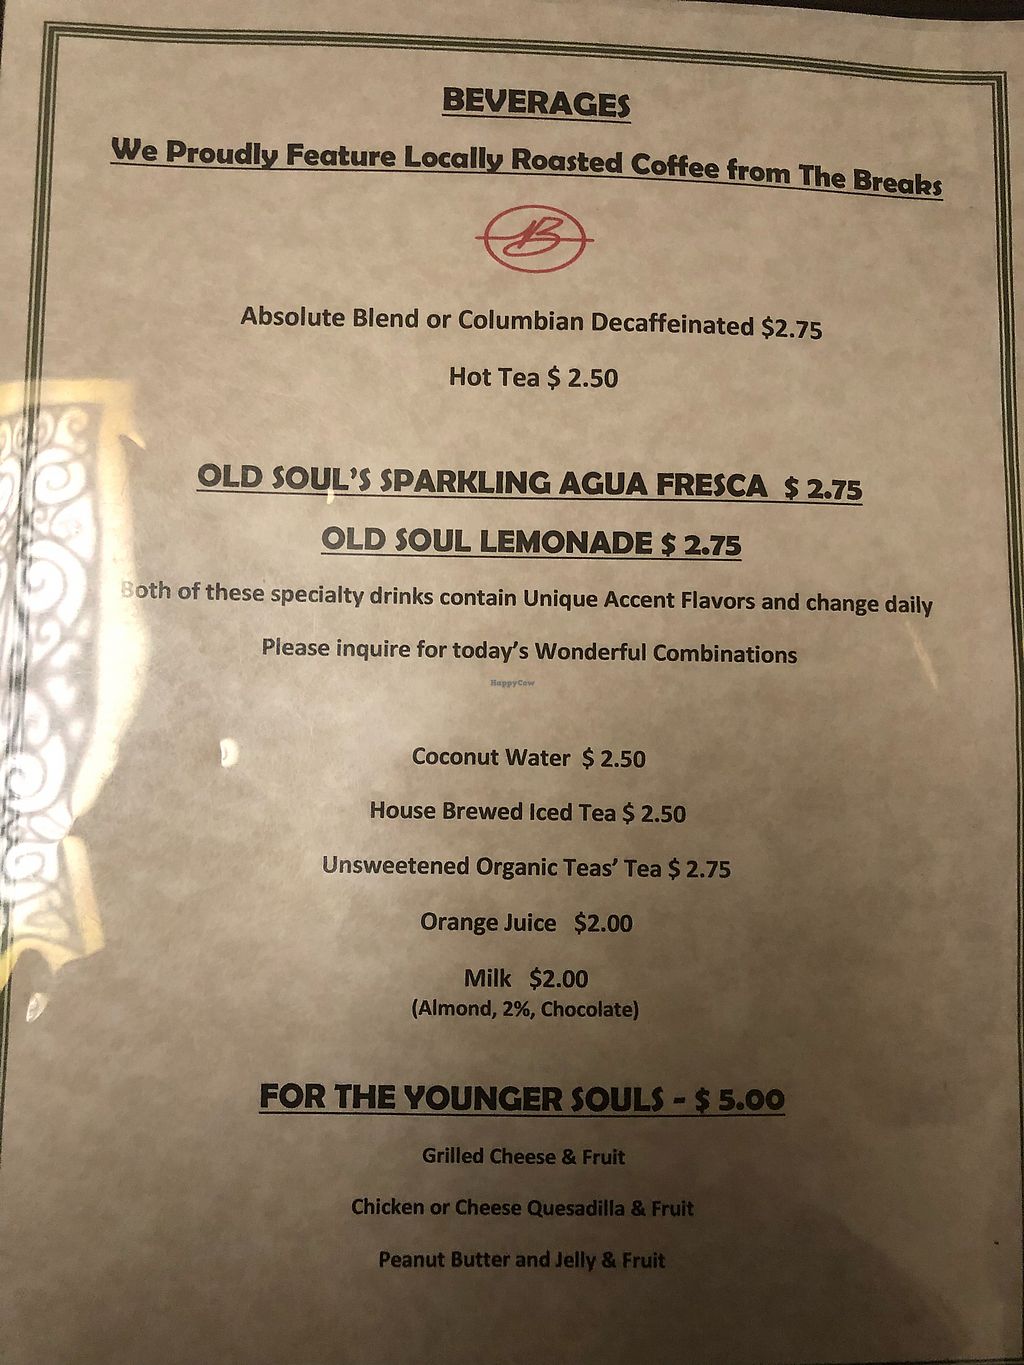 BEVERAGES
We Proudly Feature Locally Roasted Coffee from The Breaks
B
Absolute Blend or Columbian Decaffeinated $2.75
Hot Tea $ 2.50
OLD SOUL'S SPARKLING AGUA FRESCA $ 2.75
OLD SOUL LEMONADE $ 2.75
Both of these specialty drinks contain Unique Accent Flavors and change daily
Please inquire for today's Wonderful Combinations
HappyCow
Coconut Water $ 2.50
House Brewed Iced Tea $ 2.50
Unsweetened Organic Teas' Tea $ 2.75
Orange Juice $2.00
Milk $2.00
(Almond, 2%, Chocolate)
FOR THE YOUNGER SOULS - $ 5.00
Grilled Cheese & Fruit
Chicken or Cheese Quesadilla & Fruit
Peanut Butter and Jelly & Fruit